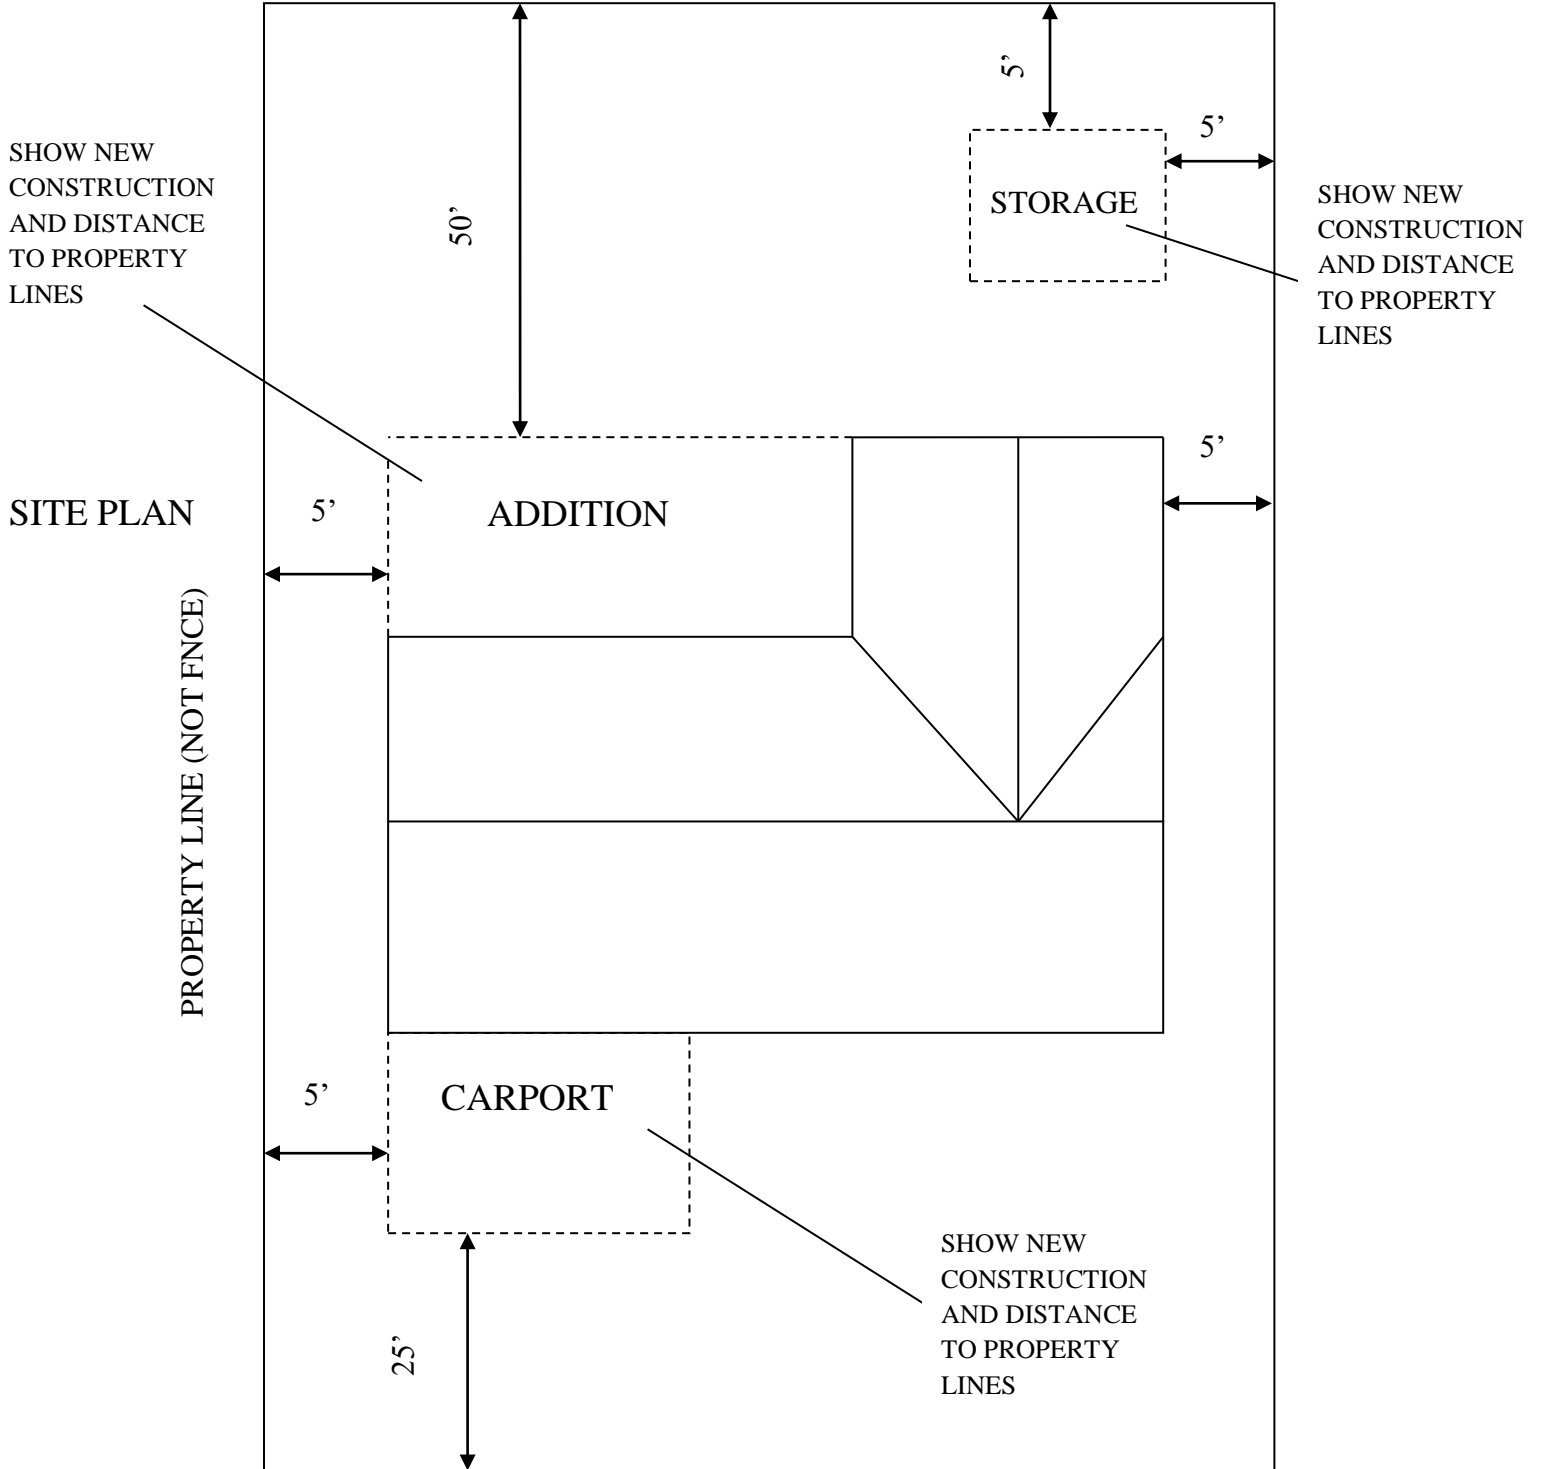 5’
5’
SHOW NEW
CONSTRUCTION
AND DISTANCE
TO PROPERTY
LINES
50’
STORAGE
SHOW NEW
CONSTRUCTION
AND DISTANCE
TO PROPERTY
LINES
5’
SITE PLAN
5’
ADDITION
PROPERTY LINE (NOT FNCE)
5’
CARPORT
25’
SHOW NEW
CONSTRUCTION
AND DISTANCE
TO PROPERTY
LINES